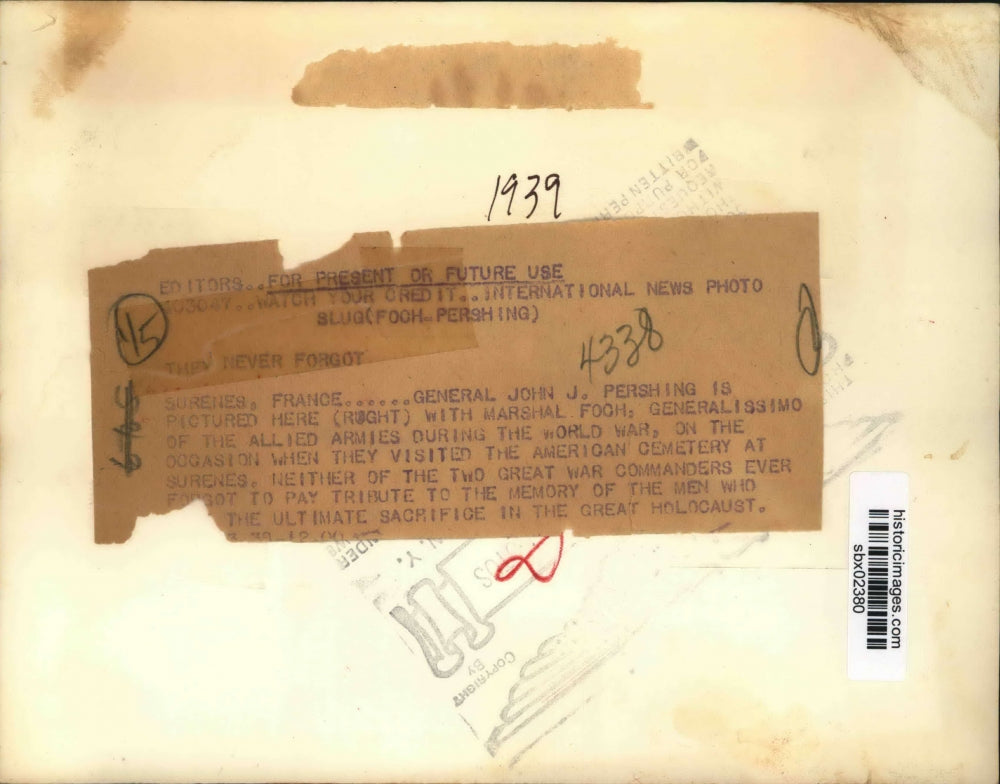 1939
EDITORS..FOR PRESENT OR FUTURE USE
403047..WATCH YOUR CREDIT..INTERNATIONAL NEWS PHOTO
SLUG(FOCH-PERSHING)
15
4338
THEY NEVER FORGOT
SURENES, FRANCE......GENERAL JOHN J. PERSHING IS
PICTURED HERE (RIGHT) WITH MARSHAL FOCH, GENERALISSIMO
OF THE ALLIED ARMIES DURING THE WORLD WAR, ON THE
OCCASION WHEN THEY VISITED THE AMERICAN CEMETERY AT
SURENES. NEITHER OF THE TWO GREAT WAR COMMANDERS EVER
FORGOT TO PAY TRIBUTE TO THE MEMORY OF THE MEN WHO
THE ULTIMATE SACRIFICE IN THE GREAT HOLOCAUST.
N. Y.
COPYRIGHT
BY
historicimages.com
sbx02380